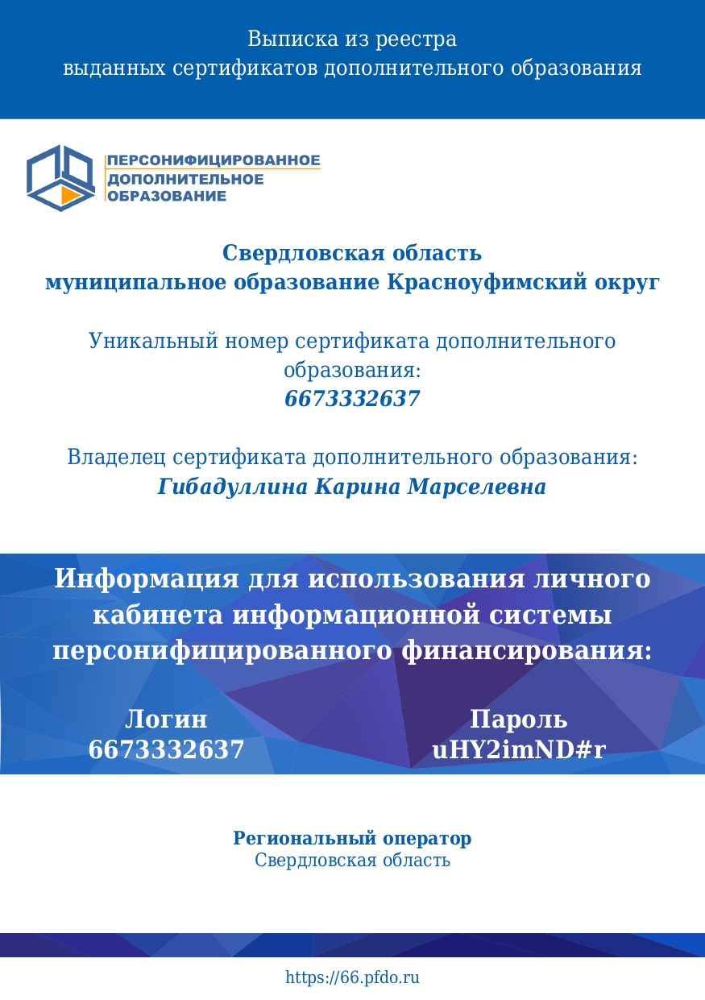 Выписка из реестра
выданных сертификатов дополнительного образования
ПЕРСОНИФИЦИРОВАННОЕ
ДОПОЛНИТЕЛЬНОЕ
ОБРАЗОВАНИЕ
Свердловская область
муниципальное образование Красноуфимский округ
Уникальный номер сертификата дополнительного
образования:
6673332637
Владелец сертификата дополнительного образования:
Гибадуллина Карина Марселевна
Информация для использования личного
кабинета информационной системы
персонифицированного финансирования:
Логин
6673332637
Пароль
uHY2imND#r
Региональный оператор
Свердловская область
https://66.pfdo.ru